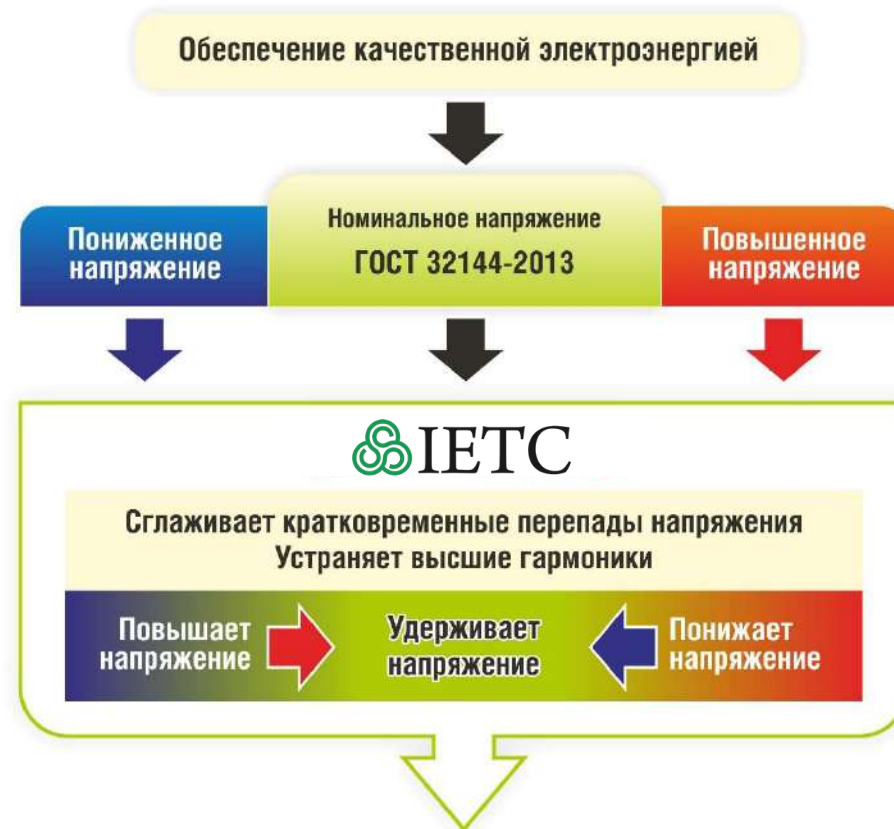 Обеспечение качественной электроэнергией
Пониженное
напряжение
Номинальное напряжение
ГОСТ 32144-2013
Повышенное
напряжение
IETC
Сглаживает кратковременные перепады напряжения
Устраняет высшие гармоники
Повышает
напряжение
Удерживает
напряжение
Понижает
напряжение